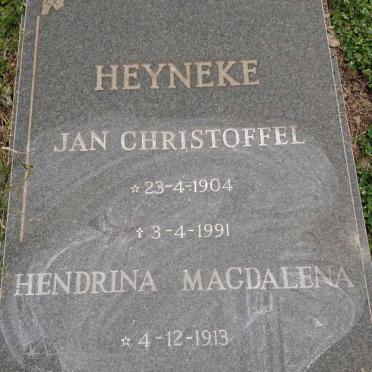 HEYNEKE
JAN CHRISTOFFEL
☆ 23-4-1904
✝ 3-4-1991
HENDRINA MAGDALENA
☆ 4-12-1913